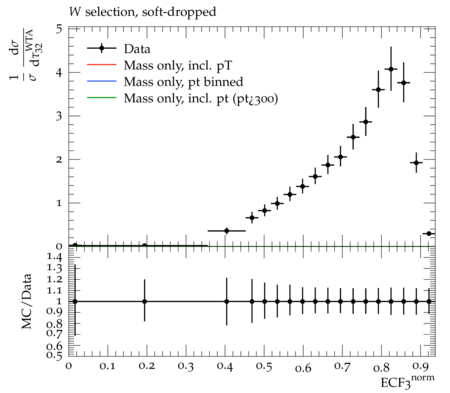 W selection, soft-dropped
1/σ dσ/dτ₃₂^WTA
5
4
3
2
1
0
Data
Mass only, incl. pT
Mass only, pt binned
Mass only, incl. pt (pt¿300)
MC/Data
1.4
1.3
1.2
1.1
1
0.9
0.8
0.7
0.6
0.5
0 0.1 0.2 0.3 0.4 0.5 0.6 0.7 0.8 0.9
ECF3^norm